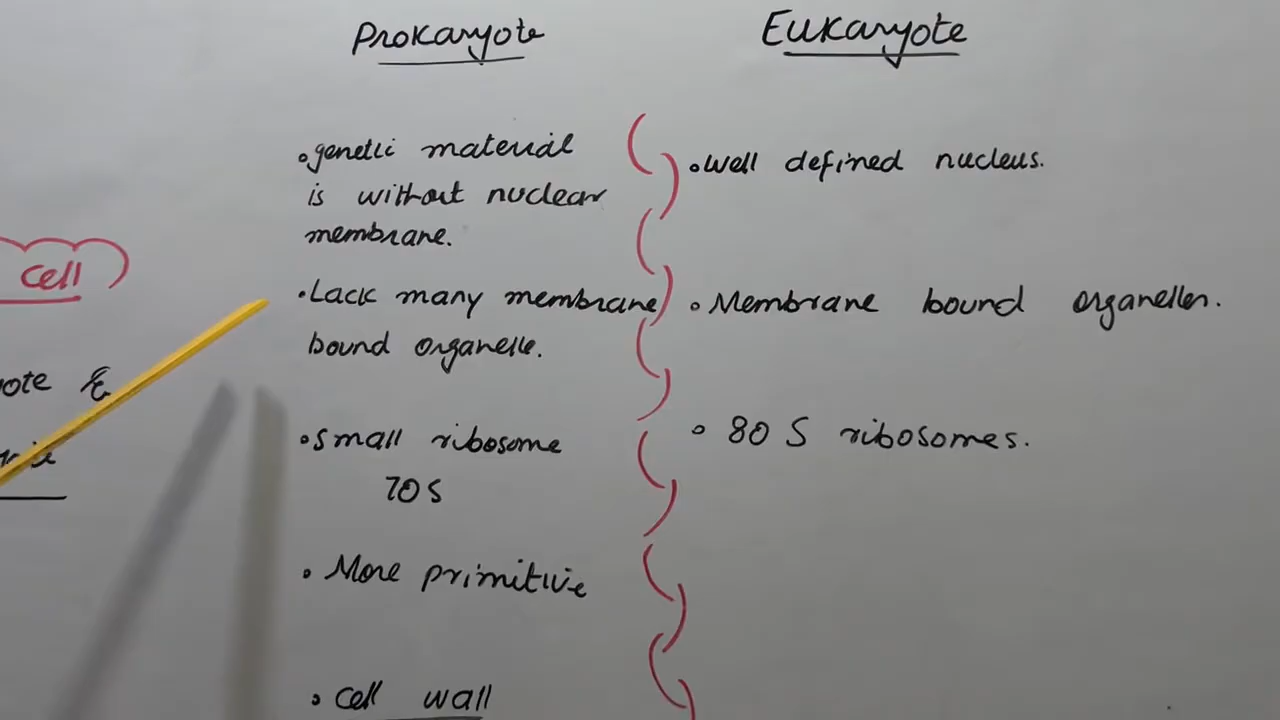 Prokaryote
Eukaryote
cell
ote &
• genetic material
is without nuclear
membrane.
• Lack many membrane
bound organelle.
• small ribosome
70 S
• More primitive
• cell wall
• well defined nucleus.
• Membrane bound organelles.
• 80 S ribosomes.